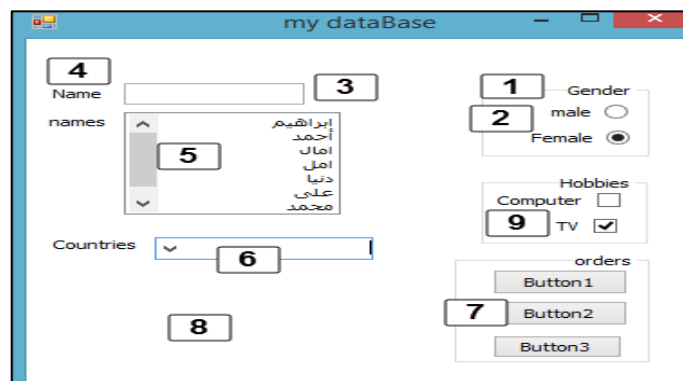 my dataBase
4
Name
3
names
ابراهيم
أحمد
امال
امل
دنيا
على
محمد
5
Countries
6
8
1
Gender
2
male
Female
Hobbies
Computer
9
TV
orders
Button1
7
Button2
Button3